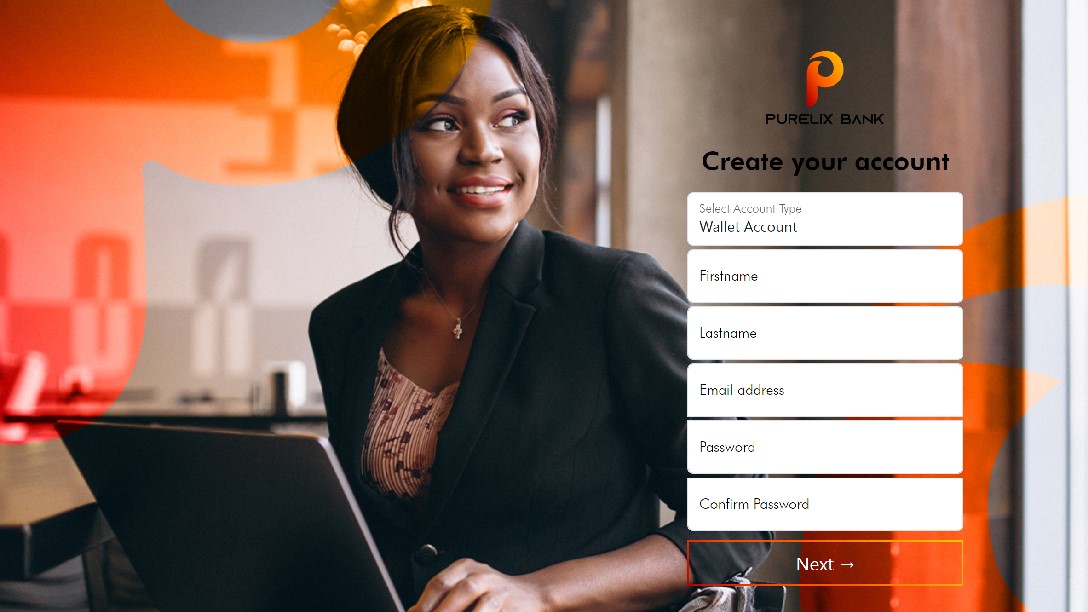 PURELIX BANK
Create your account
Select Account Type
Wallet Account
Firstname
Lastname
Email address
Password
Confirm Password
Next →